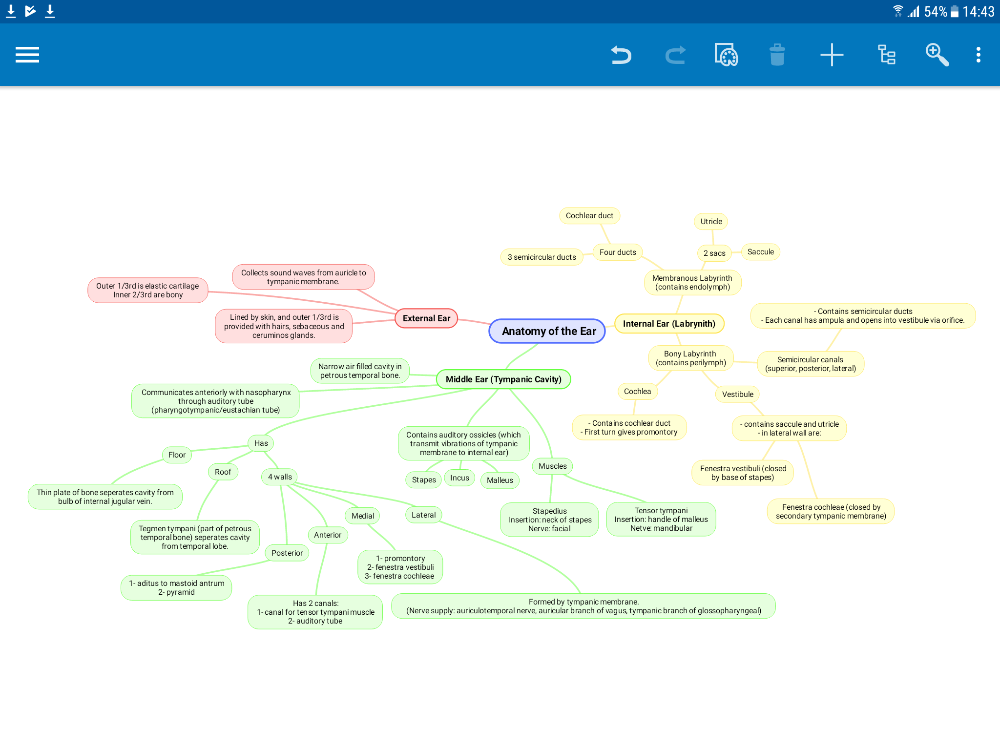 54% 14:43
Cochlear duct
Utricle
3 semicircular ducts
Four ducts
2 sacs
Saccule
Collects sound waves from auricle to
tympanic membrane.
Outer 1/3rd is elastic cartilage
Inner 2/3rd are bony
Membranous Labyrinth
(contains endolymph)
Lined by skin, and outer 1/3rd is
provided with hairs, sebaceous and
ceruminos glands.
External Ear
Anatomy of the Ear
Internal Ear (Labrynith)
- Contains semicircular ducts
- Each canal has ampula and opens into vestibule via orifice.
Bony Labyrinth
(contains perilymph)
Semicircular canals
(superior, posterior, lateral)
Narrow air filled cavity in
petrous temporal bone.
Middle Ear (Tympanic Cavity)
Communicates anteriorly with nasopharynx
through auditory tube
(pharyngotympanic/eustachian tube)
Cochlea
Vestibule
- Contains cochlear duct
- First turn gives promontory
- contains saccule and utricle
- in lateral wall are:
Has
Floor
Roof
4 walls
Contains auditory ossicles (which
transmit vibrations of tympanic
membrane to internal ear)
Stapes
Incus
Malleus
Muscles
Fenestra vestibuli (closed
by base of stapes)
Fenestra cochleae (closed by
secondary tympanic membrane)
Thin plate of bone seperates cavity from
bulb of internal jugular vein.
Tegmen tympani (part of petrous
temporal bone) seperates cavity
from temporal lobe.
Posterior
Anterior
Medial
Lateral
Stapedius
Insertion: neck of stapes
Nerve: facial
Tensor tympani
Insertion: handle of malleus
Netve: mandibular
1- promontory
2- fenestra vestibuli
3- fenestra cochleae
1- aditus to mastoid antrum
2- pyramid
Has 2 canals:
1- canal for tensor tympani muscle
2- auditory tube
Formed by tympanic membrane.
(Nerve supply: auriculotemporal nerve, auricular branch of vagus, tympanic branch of glossopharyngeal)